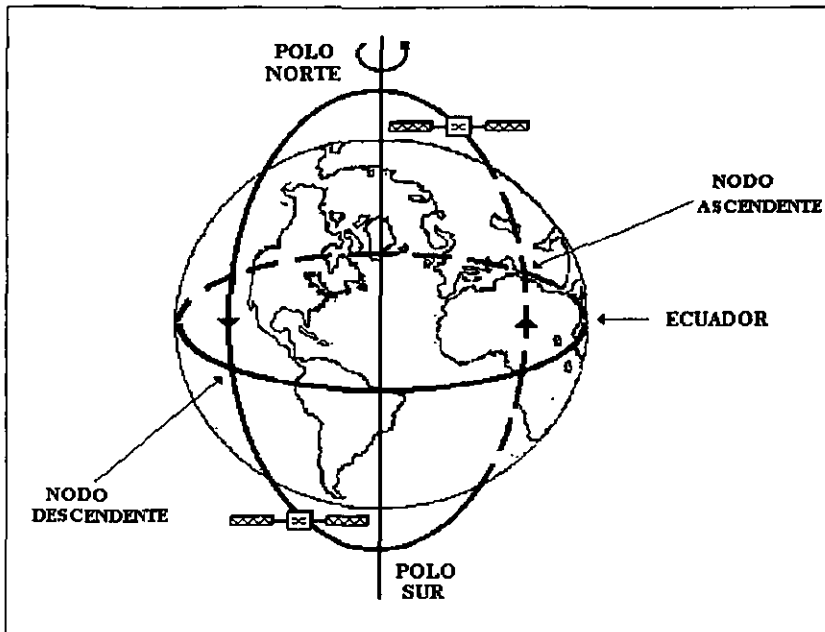 POLO
NORTE
NODO
ASCENDENTE
ECUADOR
NODO
DESCENDENTE
POLO
SUR